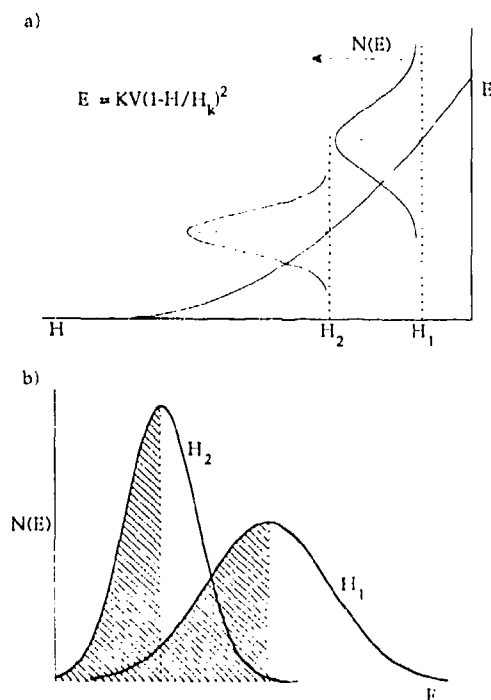 a)
N(E)
E = KV(1-H/H_k)^2
E
H
H_2
H_1
b)
H_2
N(E)
H_1
E